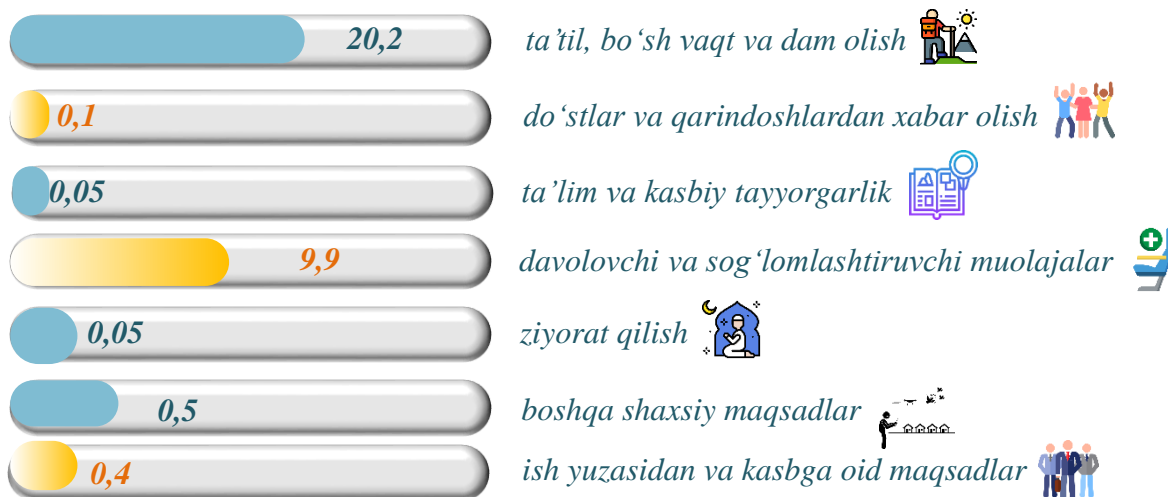 20,2 ta’til, bo‘sh vaqt va dam olish
0,1 do‘stlar va qarindoshlardan xabar olish
0,05 ta’lim va kasbiy tayyorgarlik
9,9 davolovchi va sog‘lomlashtiruvchi muolajalar
0,05 ziyorat qilish
0,5 boshqa shaxsiy maqsadlar
0,4 ish yuzasidan va kasbga oid maqsadlar